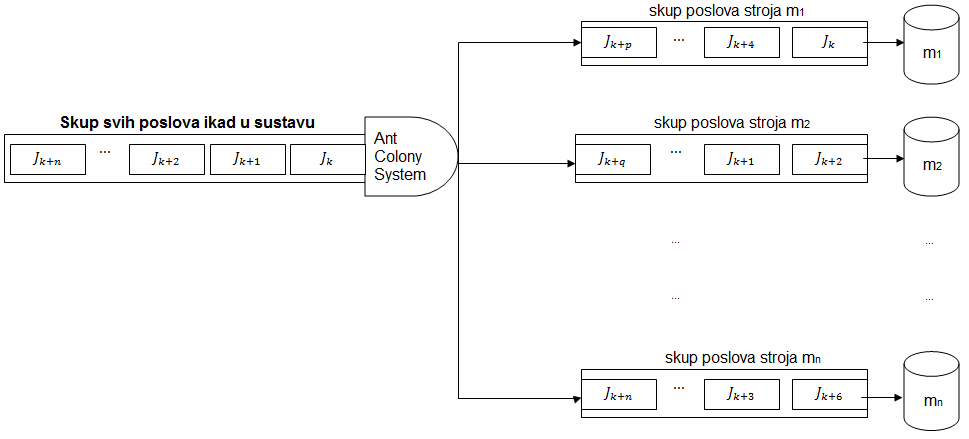 skup poslova stroja m1
J_{k+p} ... J_{k+4} J_k
m1
Skup svih poslova ikad u sustavu
J_{k+n} ... J_{k+2} J_{k+1} J_k
Ant
Colony
System
skup poslova stroja m2
J_{k+q} ... J_{k+1} J_{k+2}
m2
... ...
... ...
skup poslova stroja mn
J_{k+n} ... J_{k+3} J_{k+6}
mn